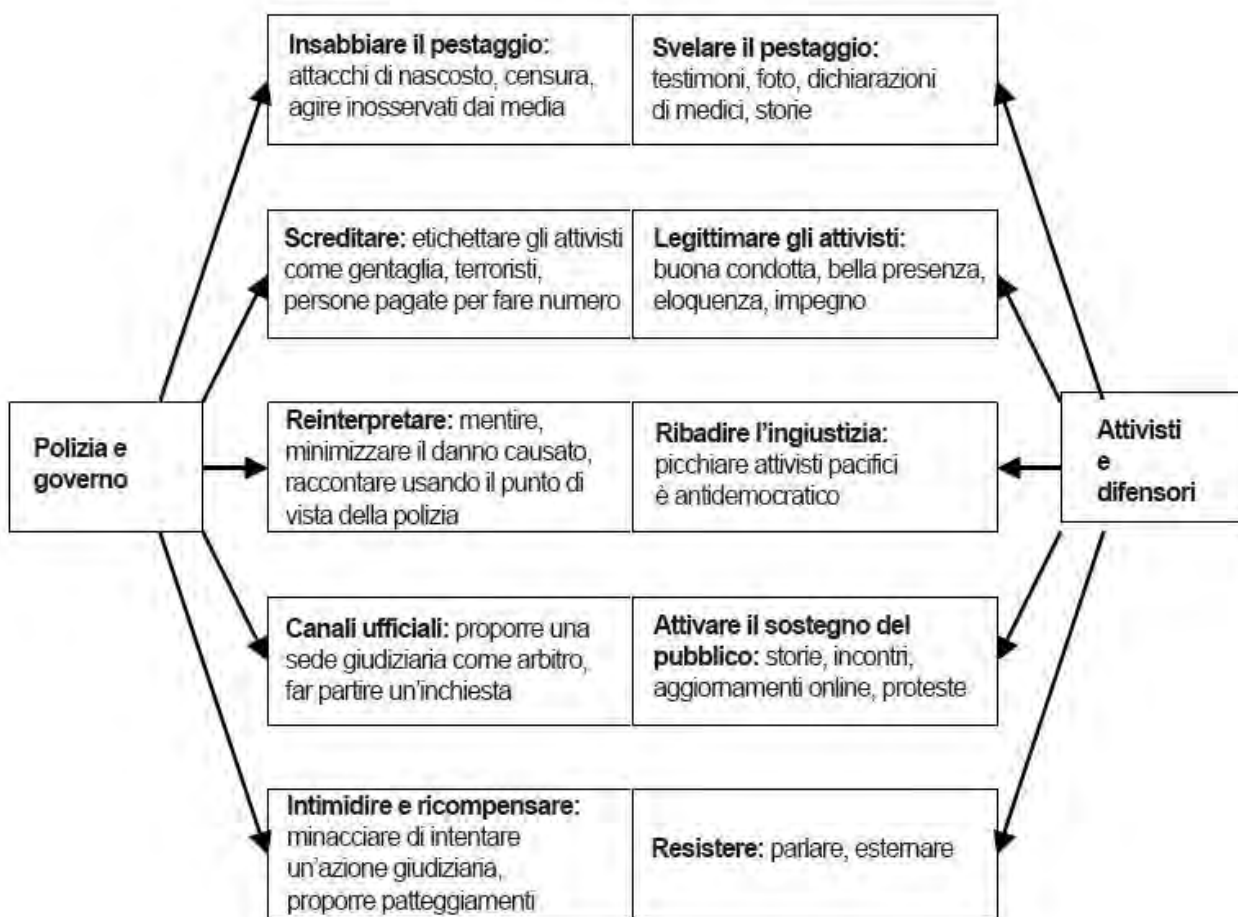 Insabbiare il pestaggio:
attacchi di nascosto, censura,
agire inosservati dai media
Svelare il pestaggio:
testimoni, foto, dichiarazioni
di medici, storie
Screditare: etichettare gli attivisti
come gentaglia, terroristi,
persone pagate per fare numero
Legittimare gli attivisti:
buona condotta, bella presenza,
eloquenza, impegno
Polizia e
governo
Reinterpretare: mentire,
minimizzare il danno causato,
raccontare usando il punto di
vista della polizia
Ribadire l'ingiustizia:
picchiare attivisti pacifici
è antidemocratico
Attivisti
e
difensori
Canali ufficiali: proporre una
sede giudiziaria come arbitro,
far partire un'inchiesta
Attivare il sostegno del
pubblico: storie, incontri,
aggiornamenti online, proteste
Intimidire e ricompensare:
minacciare di intentare
un'azione giudiziaria,
proporre patteggiamenti
Resistere: parlare, esternare